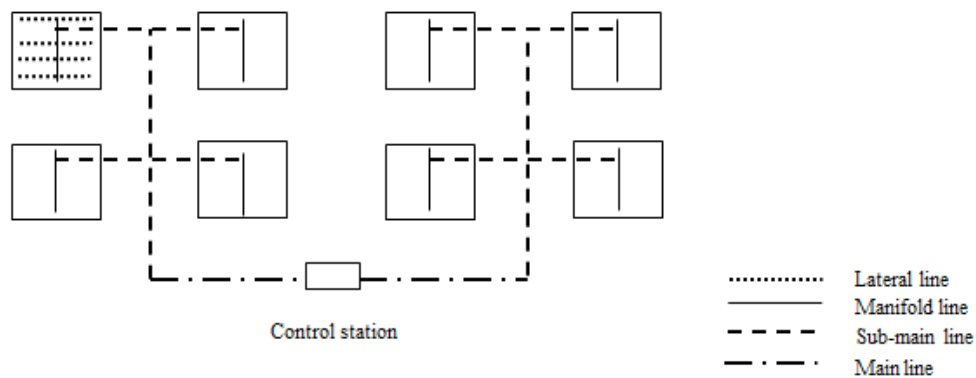 Control station
Lateral line
Manifold line
Sub-main line
Main line